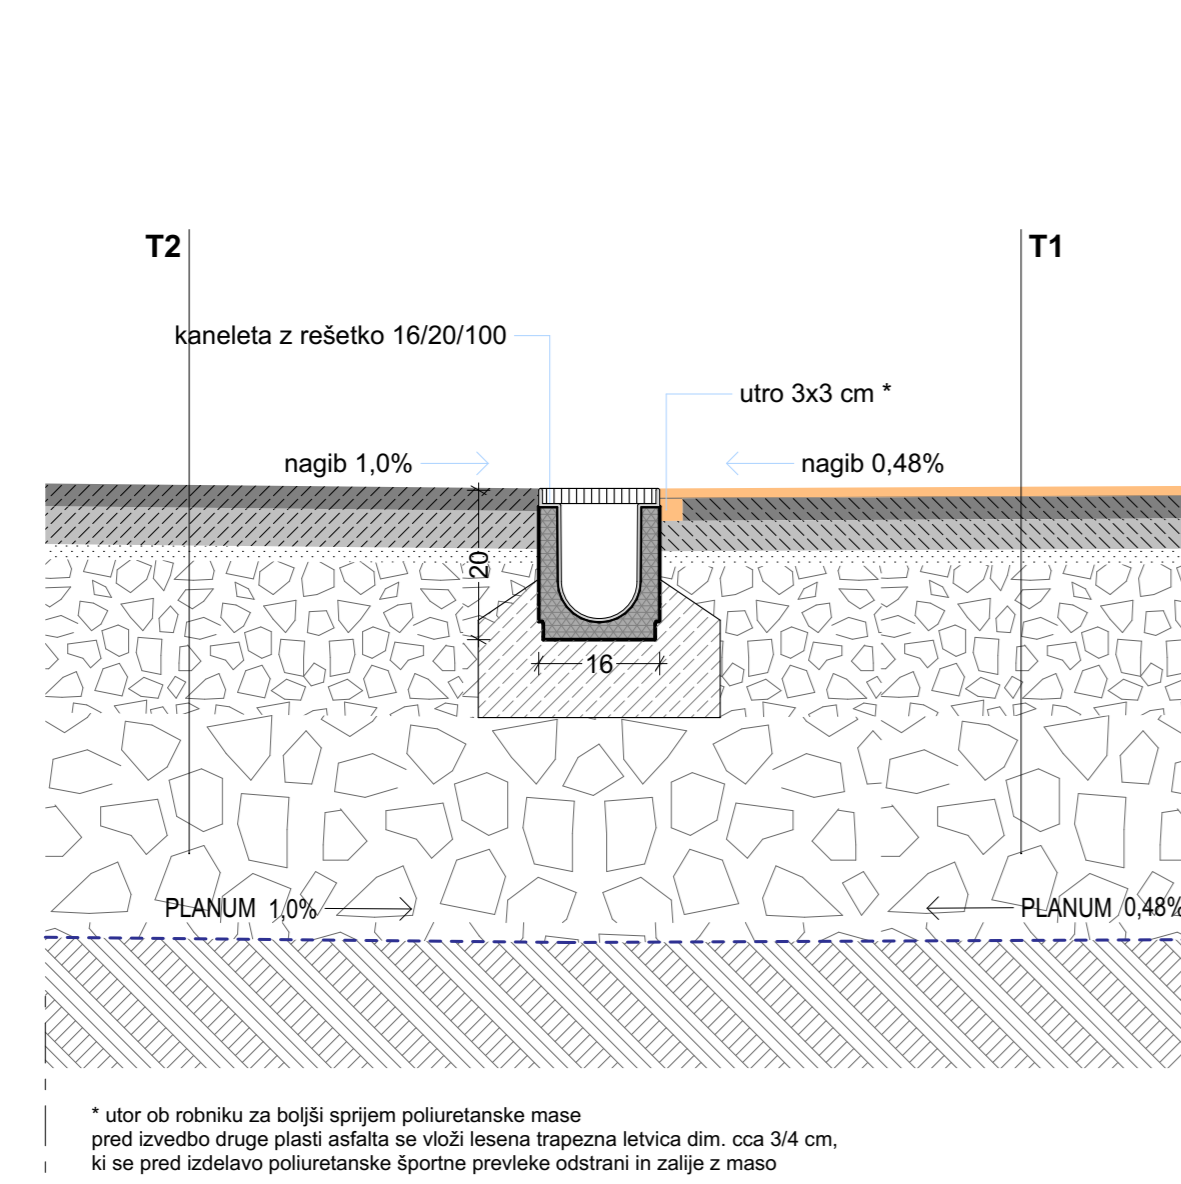 T2
T1
kaneleta z rešetko 16/20/100
utro 3x3 cm *
nagib 1,0%
nagib 0,48%
20
16
PLANUM 1,0%
PLANUM 0,48%
* utor ob robniku za boljši sprijem poliuretanske mase
pred izvedbo druge plasti asfalta se vloži lesena trapezna letvica dim. cca 3/4 cm,
ki se pred izdelavo poliuretanske športne prevleke odstrani in zalije z maso